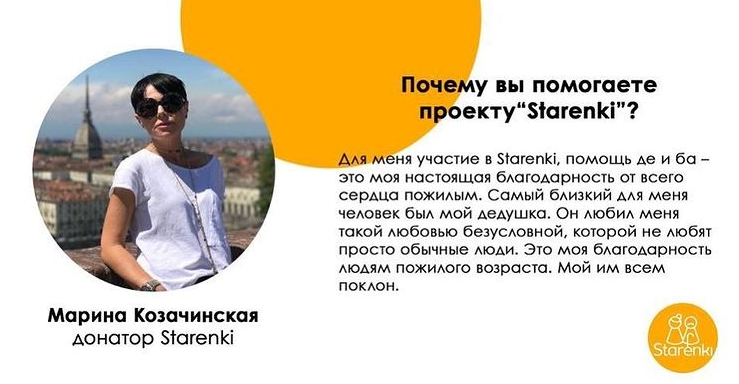 Почему вы помогаете
проекту“Starenki”?
Для меня участие в Starenki, помощь де и ба –
это моя настоящая благодарность от всего
сердца пожилым. Самый близкий для меня
человек был мой дедушка. Он любил меня
такой любовью безусловной, которой не любят
просто обычные люди. Это моя благодарность
людям пожилого возраста. Мой им всем
поклон.
Марина Козачинская
донатор Starenki
Starenki